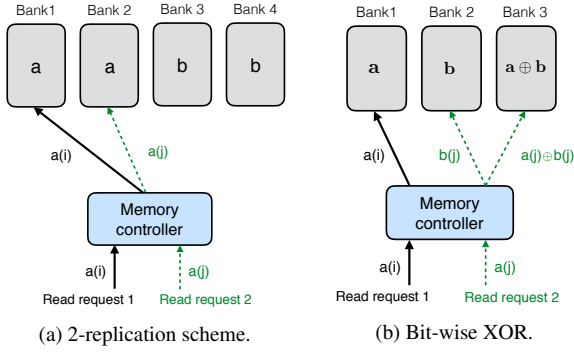 Bank1 Bank 2 Bank 3 Bank 4
a a b b
a(i) a(j)
Memory
controller
a(i) a(j)
Read request 1 Read request 2
(a) 2-replication scheme.
Bank1 Bank 2 Bank 3
a b a ⊕ b
a(i) b(j) a(j)⊕b(j)
Memory
controller
a(i) a(j)
Read request 1 Read request 2
(b) Bit-wise XOR.